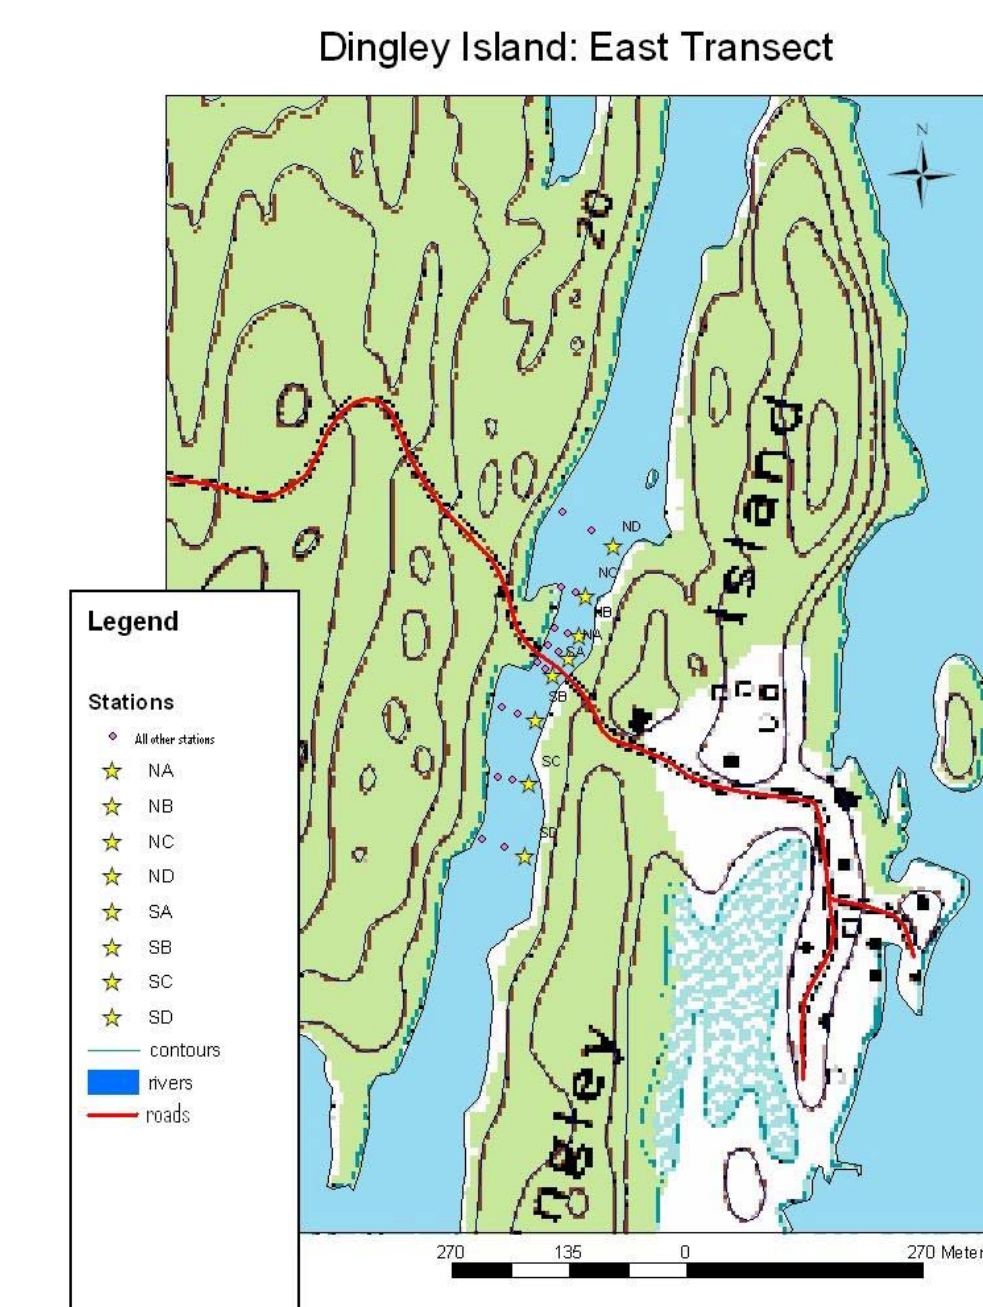 Dingley Island: East Transect
N
20
Island
ND
NC
NB
NA
SA
SB
SC
SD
ngley
Legend
Stations
All other stations
NA
NB
NC
ND
SA
SB
SC
SD
contours
rivers
roads
270 135 0 270 Meter